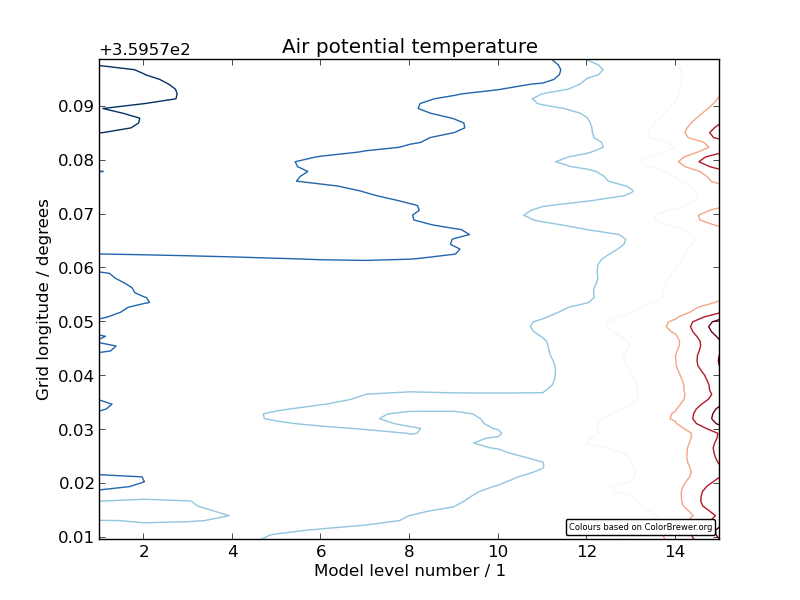 +3.5957e2
Air potential temperature
0.09
0.08
0.07
0.06
0.05
0.04
0.03
0.02
0.01
Grid longitude / degrees
2 4 6 8 10 12 14
Model level number / 1
Colours based on ColorBrewer.org